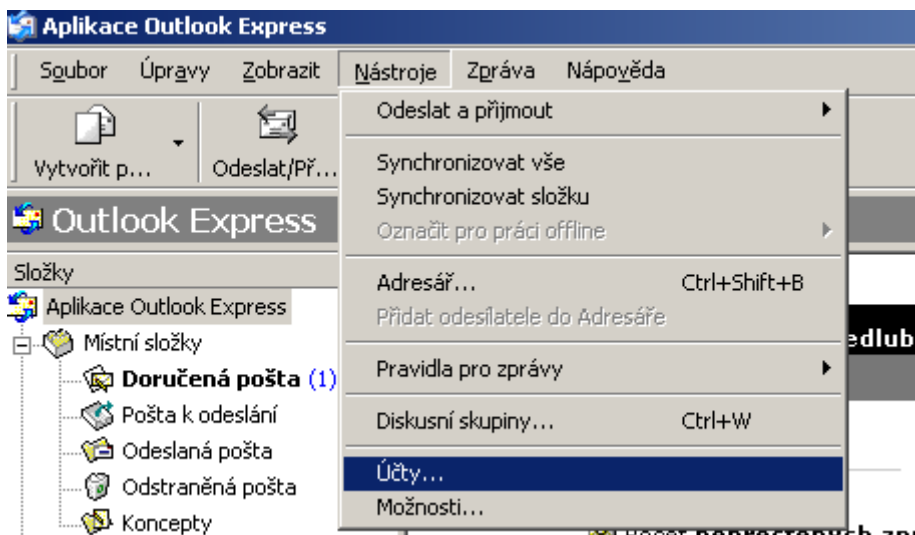 Aplikace Outlook Express
Soubor Úpravy Zobrazit Nástroje Zpráva Nápověda
Vytvořit p... Odeslat/Př...
Outlook Express
Složky
Aplikace Outlook Express
Místní složky
Doručená pošta (1)
Pošta k odeslání
Odeslaná pošta
Odstraněná pošta
Koncepty
Odeslat a přijmout
Synchronizovat vše
Synchronizovat složku
Označit pro práci offline
Adresář... Ctrl+Shift+B
Přidat odesílatele do Adresáře
Pravidla pro zprávy
Diskusní skupiny... Ctrl+W
Účty...
Možnosti...